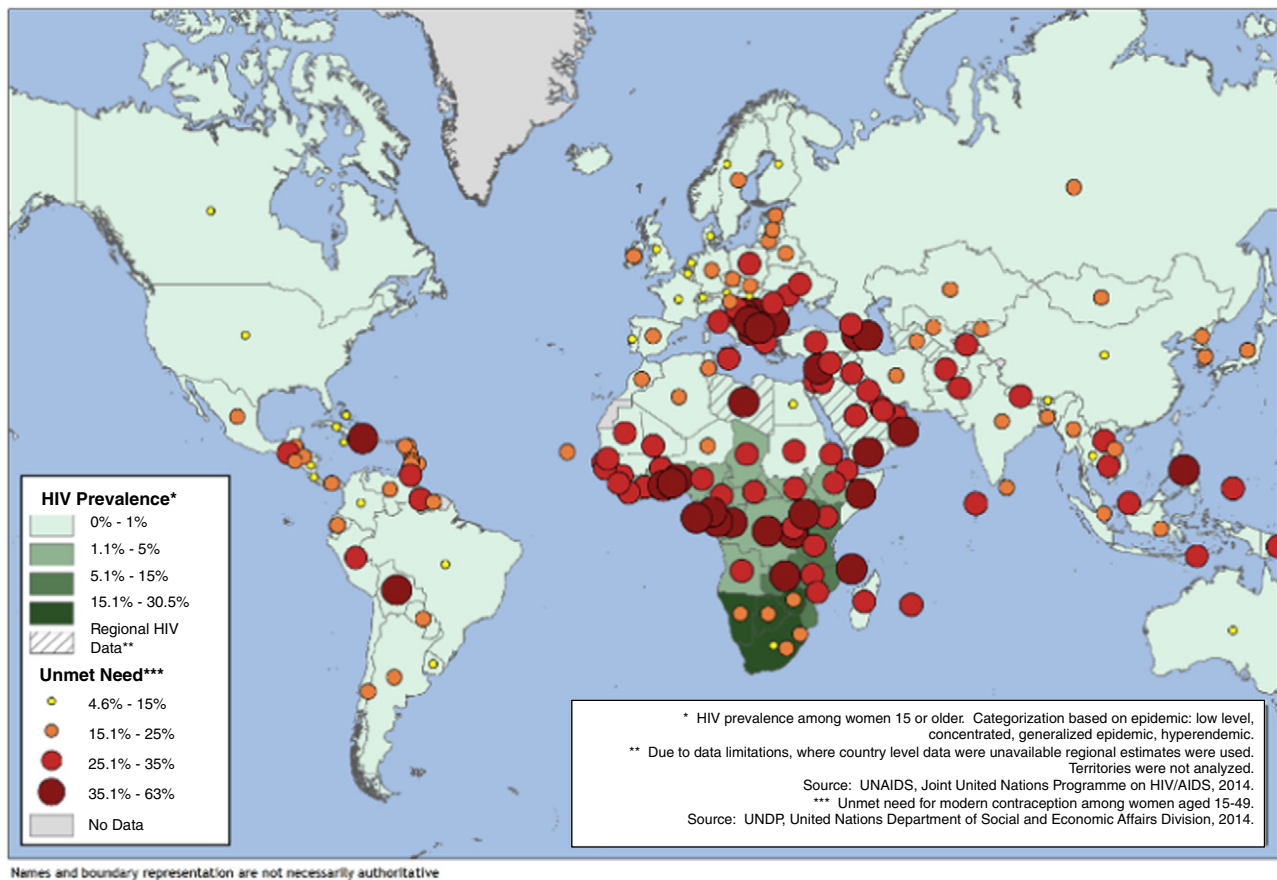 HIV Prevalence*
0% - 1%
1.1% - 5%
5.1% - 15%
15.1% - 30.5%
Regional HIV
Data**
Unmet Need***
4.6% - 15%
15.1% - 25%
25.1% - 35%
35.1% - 63%
No Data
* HIV prevalence among women 15 or older. Categorization based on epidemic: low level,
concentrated, generalized epidemic, hyperendemic.
** Due to data limitations, where country level data were unavailable regional estimates were used.
Territories were not analyzed.
Source: UNAIDS, Joint United Nations Programme on HIV/AIDS, 2014.
*** Unmet need for modern contraception among women aged 15-49.
Source: UNDP, United Nations Department of Social and Economic Affairs Division, 2014.
Names and boundary representation are not necessarily authoritative